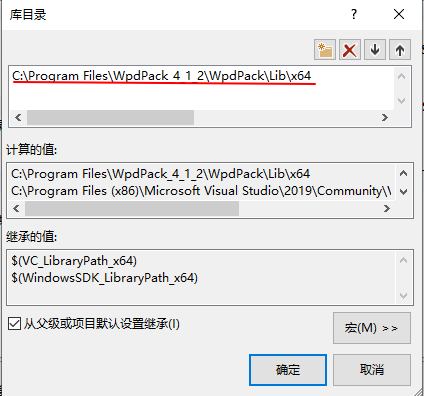 库目录
C:\Program Files\WpdPack_4_1_2\WpdPack\Lib\x64
计算的值:
C:\Program Files\WpdPack_4_1_2\WpdPack\Lib\x64
C:\Program Files (x86)\Microsoft Visual Studio\2019\Community\V
继承的值:
$(VC_LibraryPath_x64)
$(WindowsSDK_LibraryPath_x64)
从父级或项目默认设置继承(I)
宏(M) >>
确定
取消